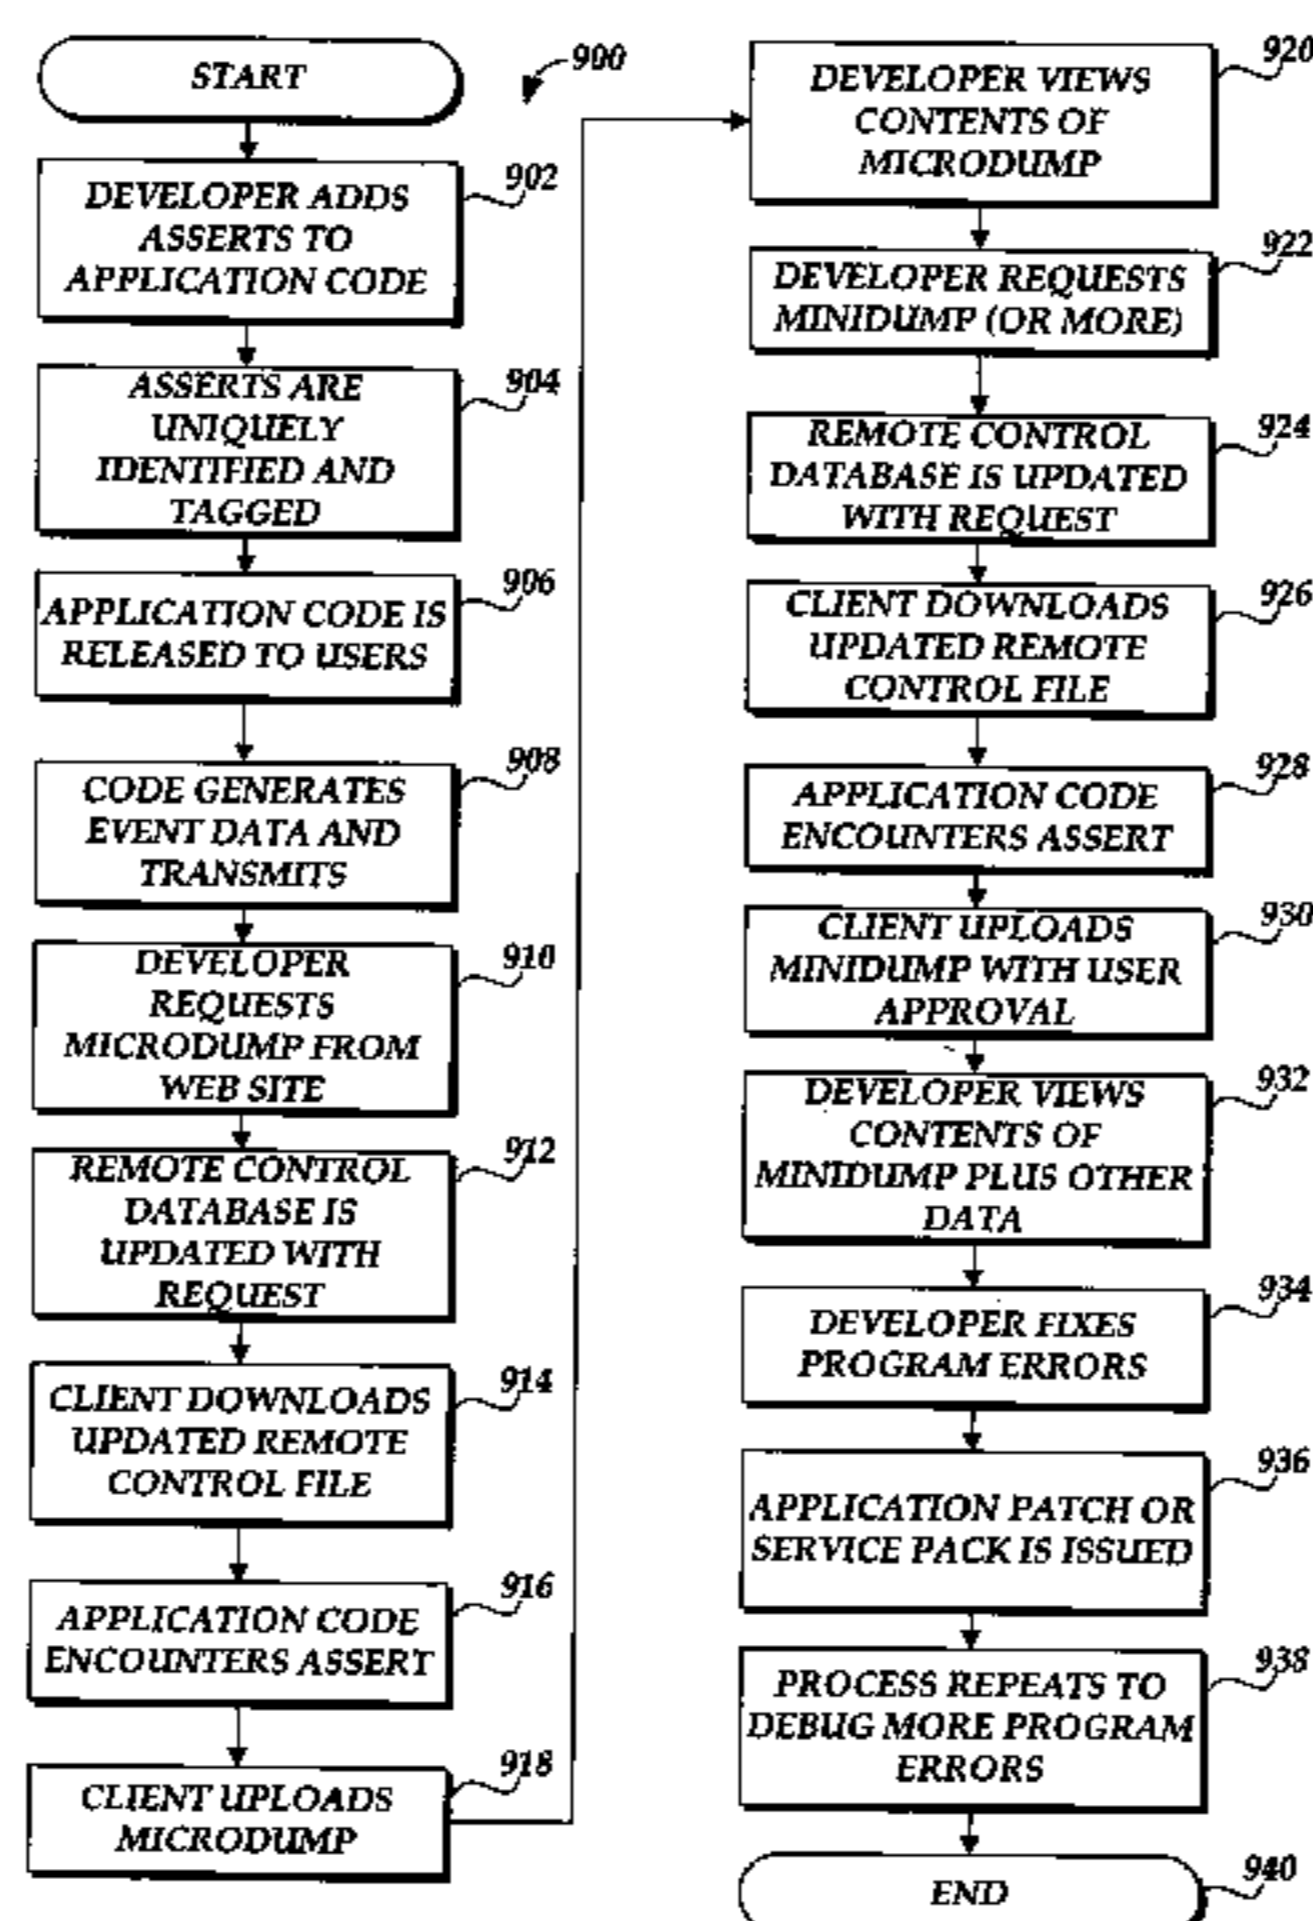 START
900
DEVELOPER ADDS
ASSERTS TO
APPLICATION CODE
902
ASSERTS ARE
UNIQUELY
IDENTIFIED AND
TAGGED
904
APPLICATION CODE IS
RELEASED TO USERS
906
CODE GENERATES
EVENT DATA AND
TRANSMITS
908
DEVELOPER
REQUESTS
MICRODUMP FROM
WEB SITE
910
REMOTE CONTROL
DATABASE IS
UPDATED WITH
REQUEST
912
CLIENT DOWNLOADS
UPDATED REMOTE
CONTROL FILE
914
APPLICATION CODE
ENCOUNTERS ASSERT
916
CLIENT UPLOADS
MICRODUMP
918
DEVELOPER VIEWS
CONTENTS OF
MICRODUMP
920
DEVELOPER REQUESTS
MINIDUMP (OR MORE)
922
REMOTE CONTROL
DATABASE IS UPDATED
WITH REQUEST
924
CLIENT DOWNLOADS
UPDATED REMOTE
CONTROL FILE
926
APPLICATION CODE
ENCOUNTERS ASSERT
928
CLIENT UPLOADS
MINIDUMP WITH USER
APPROVAL
930
DEVELOPER VIEWS
CONTENTS OF
MINIDUMP PLUS OTHER
DATA
932
DEVELOPER FIXES
PROGRAM ERRORS
934
APPLICATION PATCH OR
SERVICE PACK IS ISSUED
936
PROCESS REPEATS TO
DEBUG MORE PROGRAM
ERRORS
938
END
940